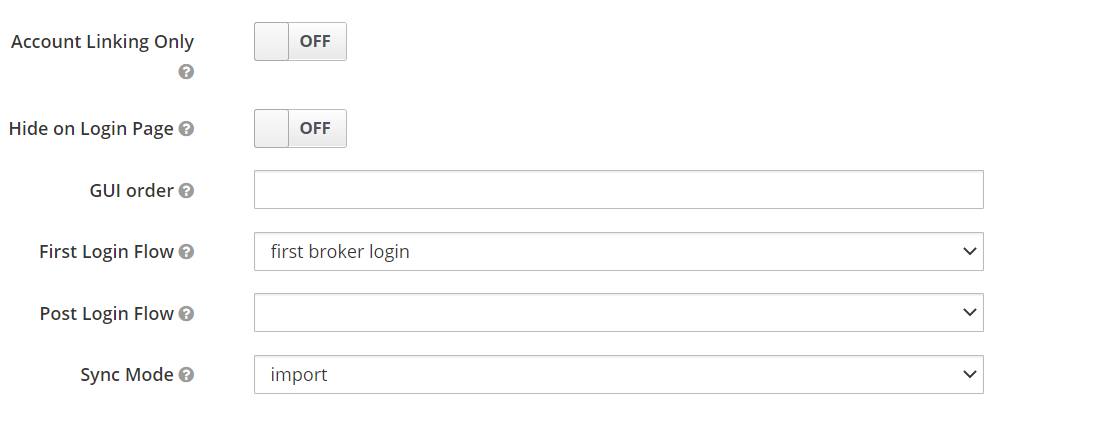 Account Linking Only
OFF
Hide on Login Page
OFF
GUI order
First Login Flow
first broker login
Post Login Flow
Sync Mode
import